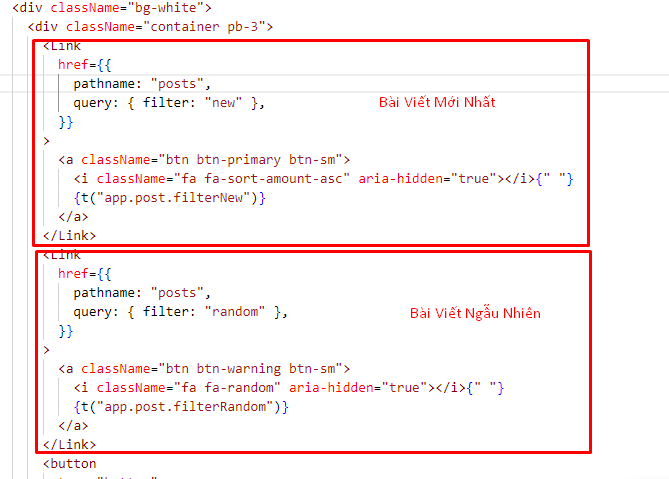 <div className="bg-white">
<div className="container pb-3">
<Link
href={{
pathname: "posts",
query: { filter: "new" },
Bài Viết Mới Nhất
}}
>
<a className="btn btn-primary btn-sm">
<i className="fa fa-sort-amount-asc" aria-hidden="true"></i>{" "}
{t("app.post.filterNew")}
</a>
</Link>
<Link
href={{
pathname: "posts",
query: { filter: "random" },
Bài Viết Ngẫu Nhiên
}}
>
<a className="btn btn-warning btn-sm">
<i className="fa fa-random" aria-hidden="true"></i>{" "}
{t("app.post.filterRandom")}
</a>
</Link>
<button